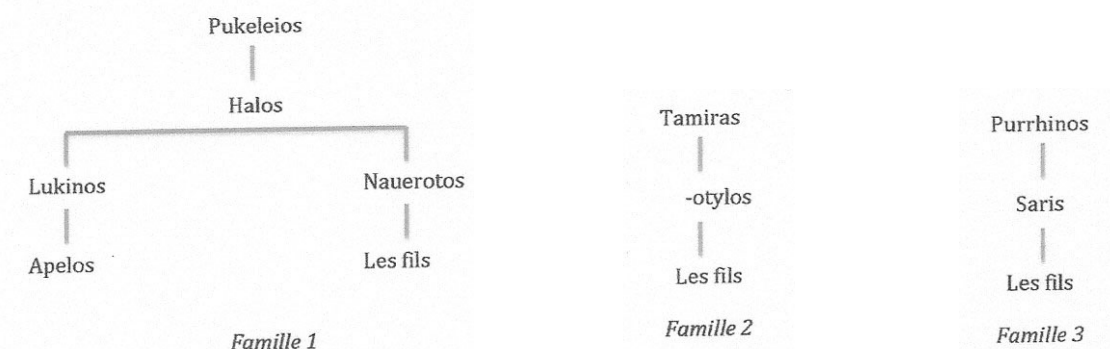 Pukeleios
Halos
Lukinos
Nauerotos
Apelos
Les fils
Famille 1
Tamiras
-otylos
Les fils
Famille 2
Purrhinos
Saris
Les fils
Famille 3